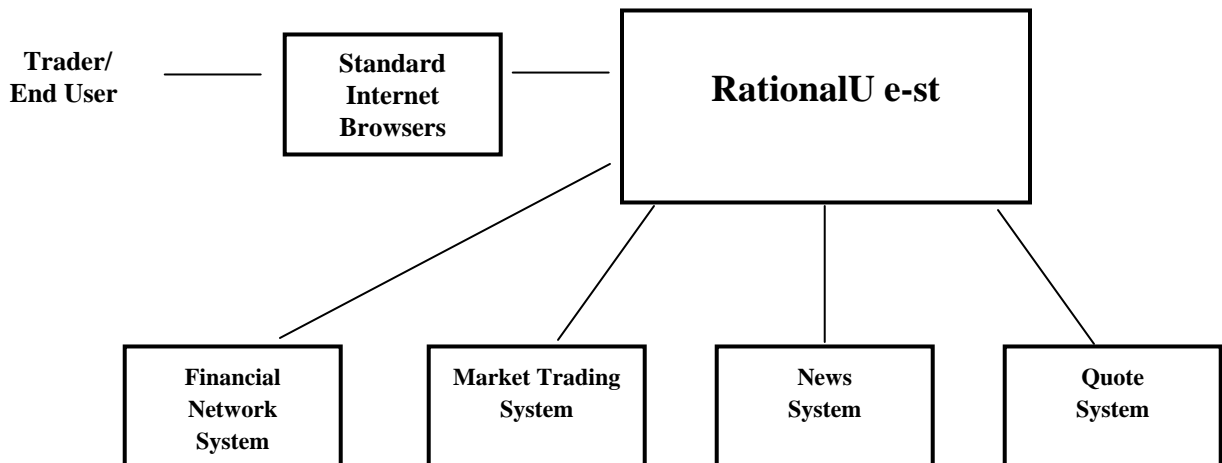 Trader/
End User
Standard
Internet
Browsers
RationalU e-st
Financial
Network
System
Market Trading
System
News
System
Quote
System